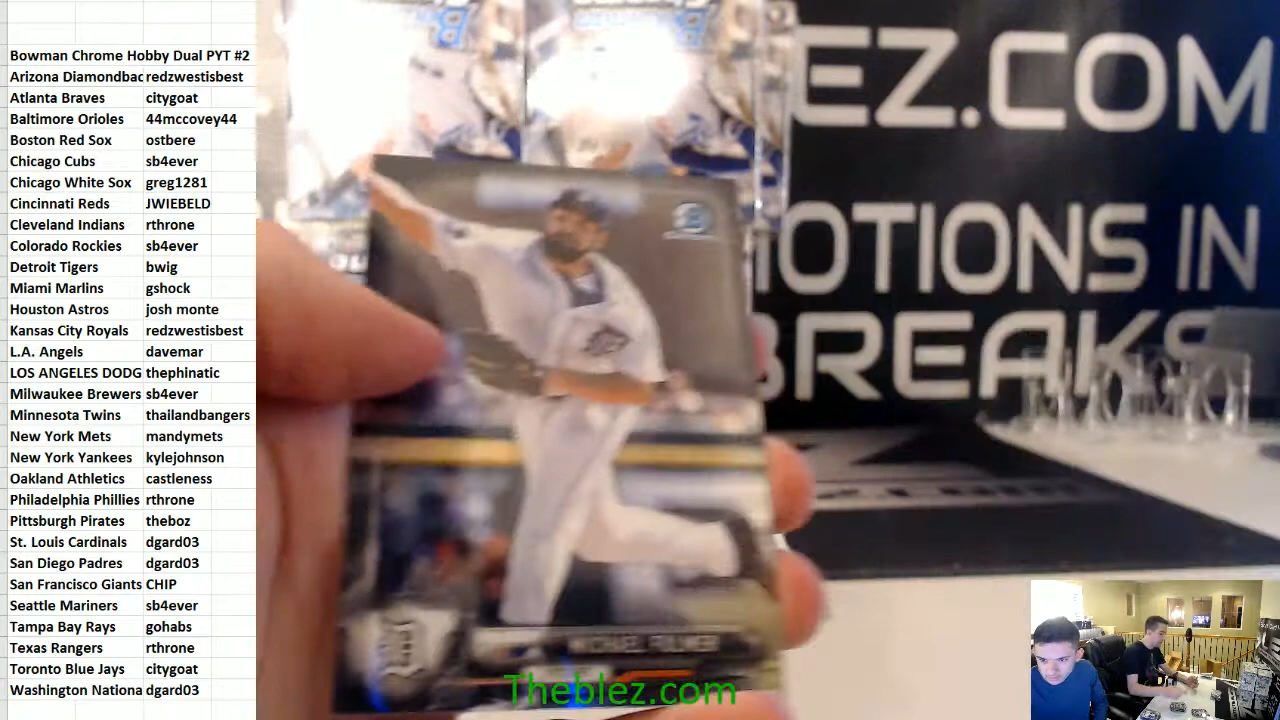 Bowman Chrome Hobby Dual PYT #2
Arizona Diamondbac redzwestisbest
Atlanta Braves citygoat
Baltimore Orioles 44mccovey44
Boston Red Sox ostbere
Chicago Cubs sb4ever
Chicago White Sox greg1281
Cincinnati Reds JWIEBELD
Cleveland Indians rthrone
Colorado Rockies sb4ever
Detroit Tigers bwig
Miami Marlins gshock
Houston Astros josh monte
Kansas City Royals redzwestisbest
L.A. Angels davemar
LOS ANGELES DODG thephinatic
Milwaukee Brewers sb4ever
Minnesota Twins thailandbangers
New York Mets mandymets
New York Yankees kylejohnson
Oakland Athletics castleness
Philadelphia Phillies rthrone
Pittsburgh Pirates theboz
St. Louis Cardinals dgard03
San Diego Padres dgard03
San Francisco Giants CHIP
Seattle Mariners sb4ever
Tampa Bay Rays gohabs
Texas Rangers rthrone
Toronto Blue Jays citygoat
Washington Nationa dgard03
EZ.COM
MOTIONS IN
BREAKS
MICHAEL FULMER
Theblez.com